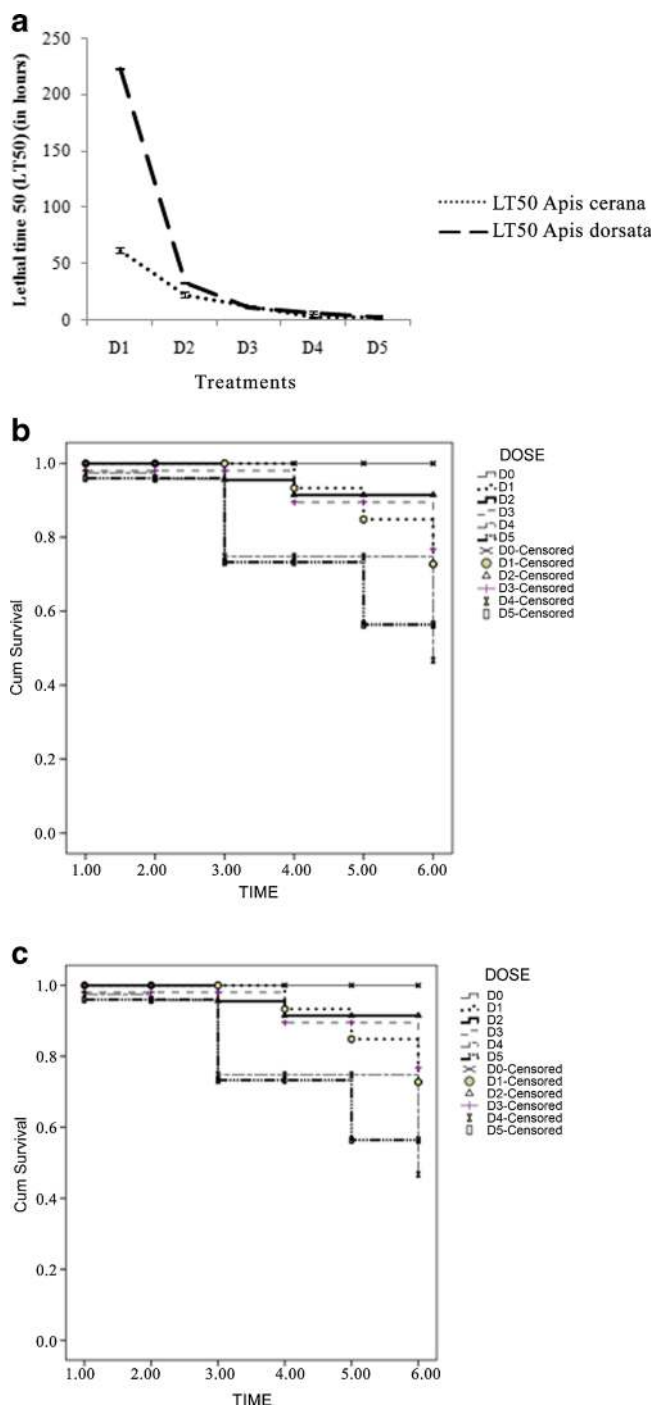 a
250
200
150
100
50
0
Lethal time 50 (LT50) (in hours)
D1 D2 D3 D4 D5
Treatments
LT50 Apis cerana
LT50 Apis dorsata
b
1.0
0.8
0.6
0.4
0.2
0.0
Cum Survival
1.00 2.00 3.00 4.00 5.00 6.00
TIME
DOSE
D0
D1
D2
D3
D4
D5
D0-Censored
D1-Censored
D2-Censored
D3-Censored
D4-Censored
D5-Censored
c
1.0
0.8
0.6
0.4
0.2
0.0
Cum Survival
1.00 2.00 3.00 4.00 5.00 6.00
TIME
DOSE
D0
D1
D2
D3
D4
D5
D0-Censored
D1-Censored
D2-Censored
D3-Censored
D4-Censored
D5-Censored